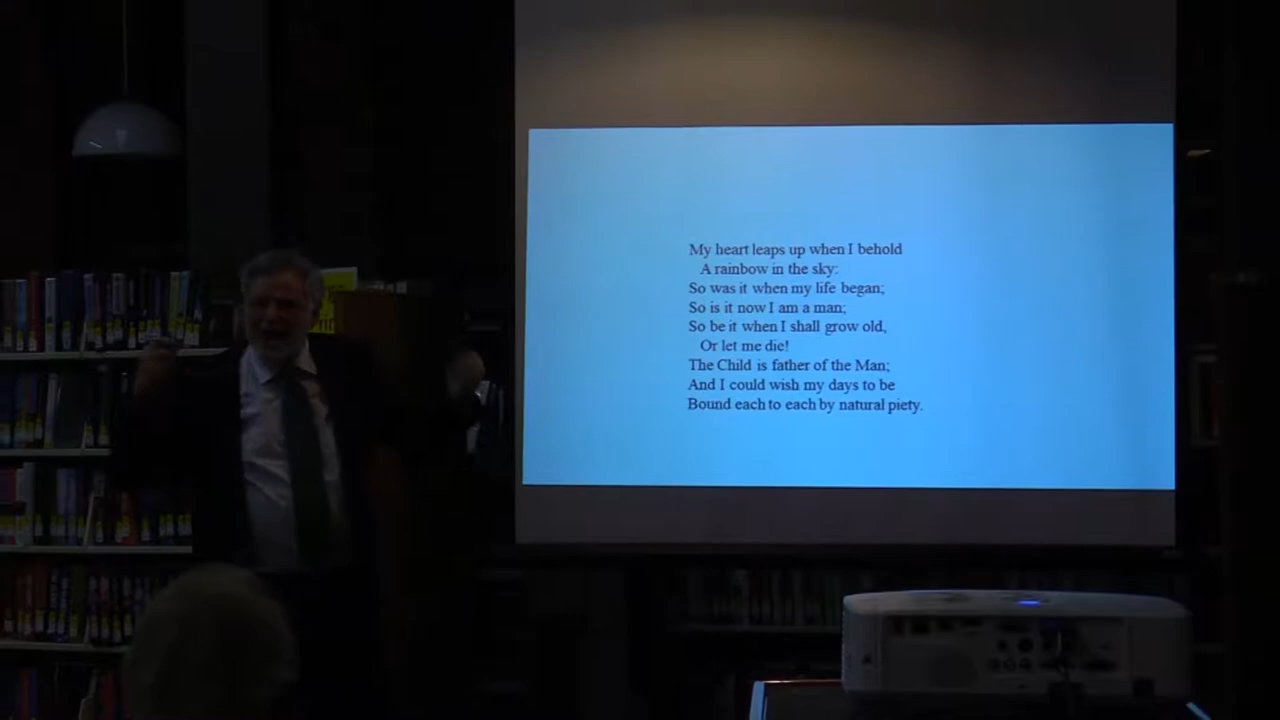 My heart leaps up when I behold
A rainbow in the sky:
So was it when my life began;
So is it now I am a man;
So be it when I shall grow old,
Or let me die!
The Child is father of the Man;
And I could wish my days to be
Bound each to each by natural piety.